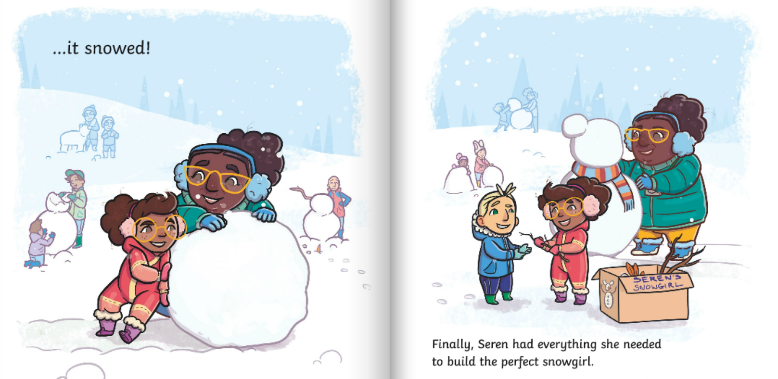 ...it snowed!
SEREN'S
SNOWGIRL
Finally, Seren had everything she needed
to build the perfect snowgirl.